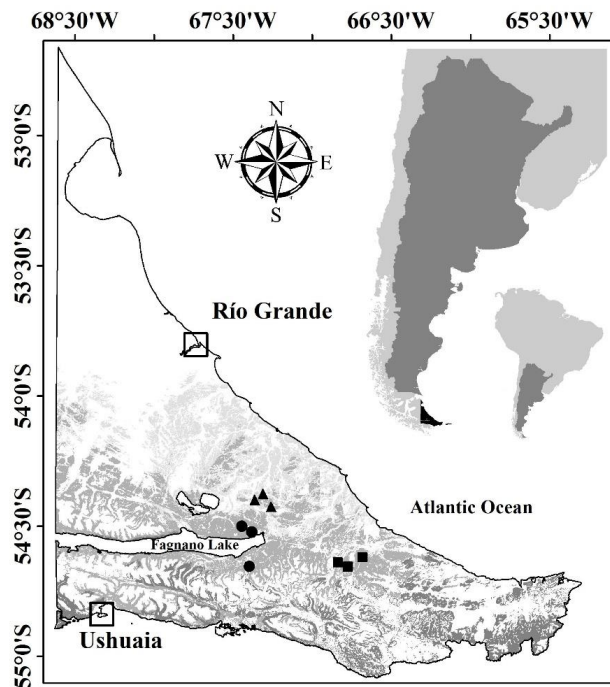 68°30'W 67°30'W 66°30'W 65°30'W
53°0'S
53°30'S
54°0'S
54°30'S
55°0'S
N
W E
S
Río Grande
Atlantic Ocean
Fagnano Lake
Ushuaia